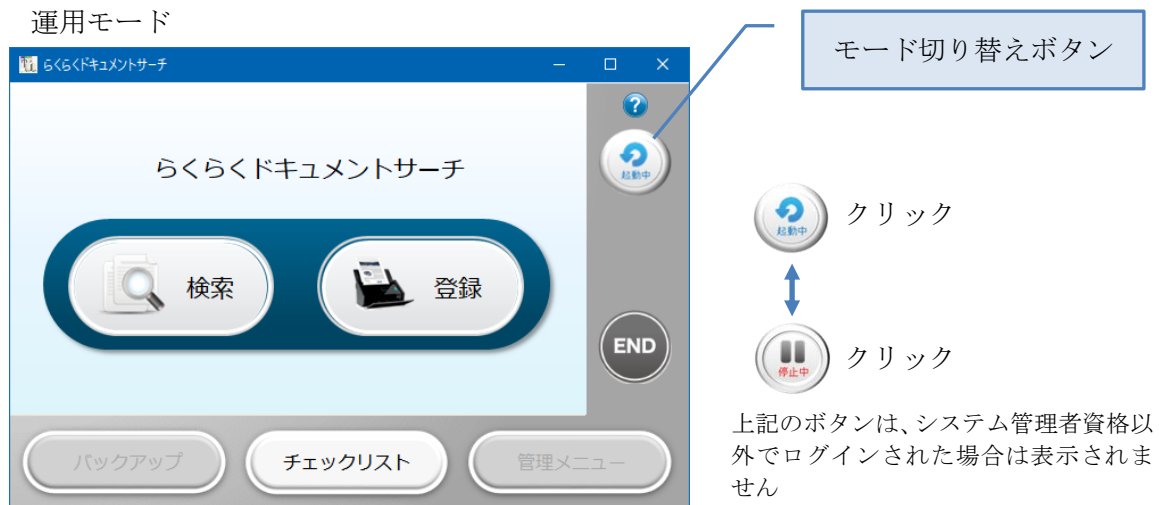 運用モード
モード切り替えボタン
らくらくドキュメントサーチ
?
起動中
らくらくドキュメントサーチ
検索
登録
END
バックアップ
チェックリスト
管理メニュー
起動中
クリック
停止中
クリック
上記のボタンは、システム管理者資格以
外でログインされた場合は表示されま
せん